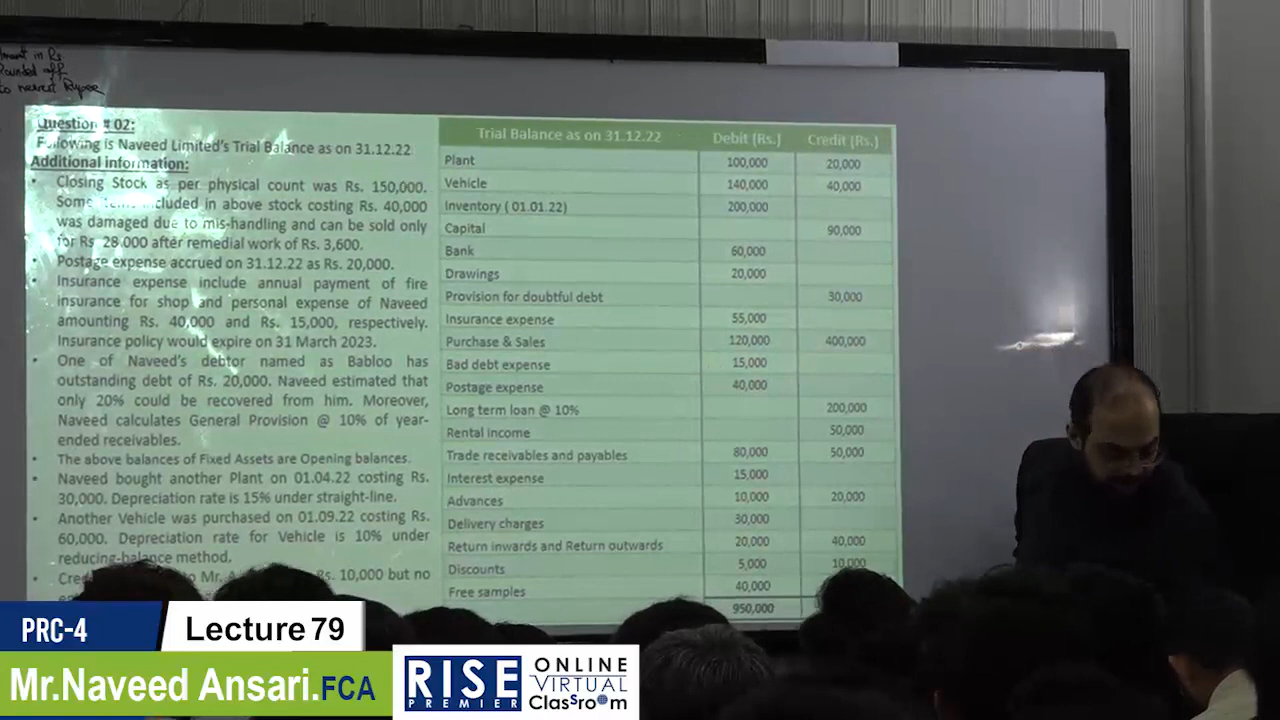 Rounded off
to nearest Rupee
Question # 02:
Following is Naveed Limited's Trial Balance as on 31.12.22
Additional information:
• Closing Stock as per physical count was Rs. 150,000.
Some items included in above stock costing Rs. 40,000
was damaged due to mis-handling and can be sold only
for Rs. 28,000 after remedial work of Rs. 3,600.
• Postage expense accrued on 31.12.22 as Rs. 20,000.
• Insurance expense include annual payment of fire
insurance for shop and personal expense of Naveed
amounting Rs. 40,000 and Rs. 15,000, respectively.
Insurance policy would expire on 31 March 2023.
• One of Naveed's debtor named as Babloo has
outstanding debt of Rs. 20,000. Naveed estimated that
only 20% could be recovered from him. Moreover,
Naveed calculates General Provision @ 10% of year-
ended receivables.
• The above balances of Fixed Assets are Opening balances.
• Naveed bought another Plant on 01.04.22 costing Rs.
30,000. Depreciation rate is 15% under straight-line.
• Another Vehicle was purchased on 01.09.22 costing Rs.
60,000. Depreciation rate for Vehicle is 10% under
reducing-balance method.
• to Mr. Rs. 10,000 but no
Trial Balance as on 31.12.22 Debit (Rs.) Credit (Rs.)
Plant 100,000 20,000
Vehicle 140,000 40,000
Inventory ( 01.01.22) 200,000
Capital 90,000
Bank 60,000
Drawings 20,000
Provision for doubtful debt 30,000
Insurance expense 55,000
Purchase & Sales 120,000 400,000
Bad debt expense 15,000
Postage expense 40,000
Long term loan @ 10% 200,000
Rental Income 50,000
Trade receivables and payables 80,000 50,000
Interest expense 15,000
Advances 10,000 20,000
Delivery charges 30,000
Return inwards and Return outwards 20,000 40,000
Discounts 5,000 10,000
Free samples 40,000
950,000
PRC-4 Lecture 79
Mr.Naveed Ansari.FCA
RISE
PREMIER
ONLINE
VIRTUAL
ClasSroom